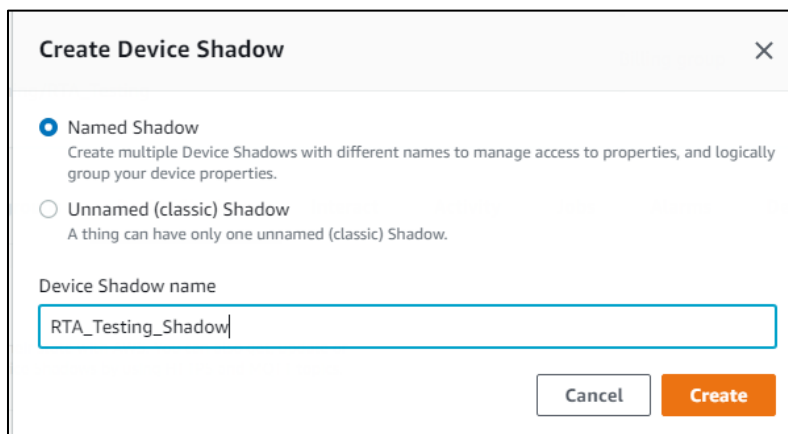 Create Device Shadow
Named Shadow
Create multiple Device Shadows with different names to manage access to properties, and logically
group your device properties.
Unnamed (classic) Shadow
A thing can have only one unnamed (classic) Shadow.
Device Shadow name
RTA_Testing_Shadow
Cancel
Create